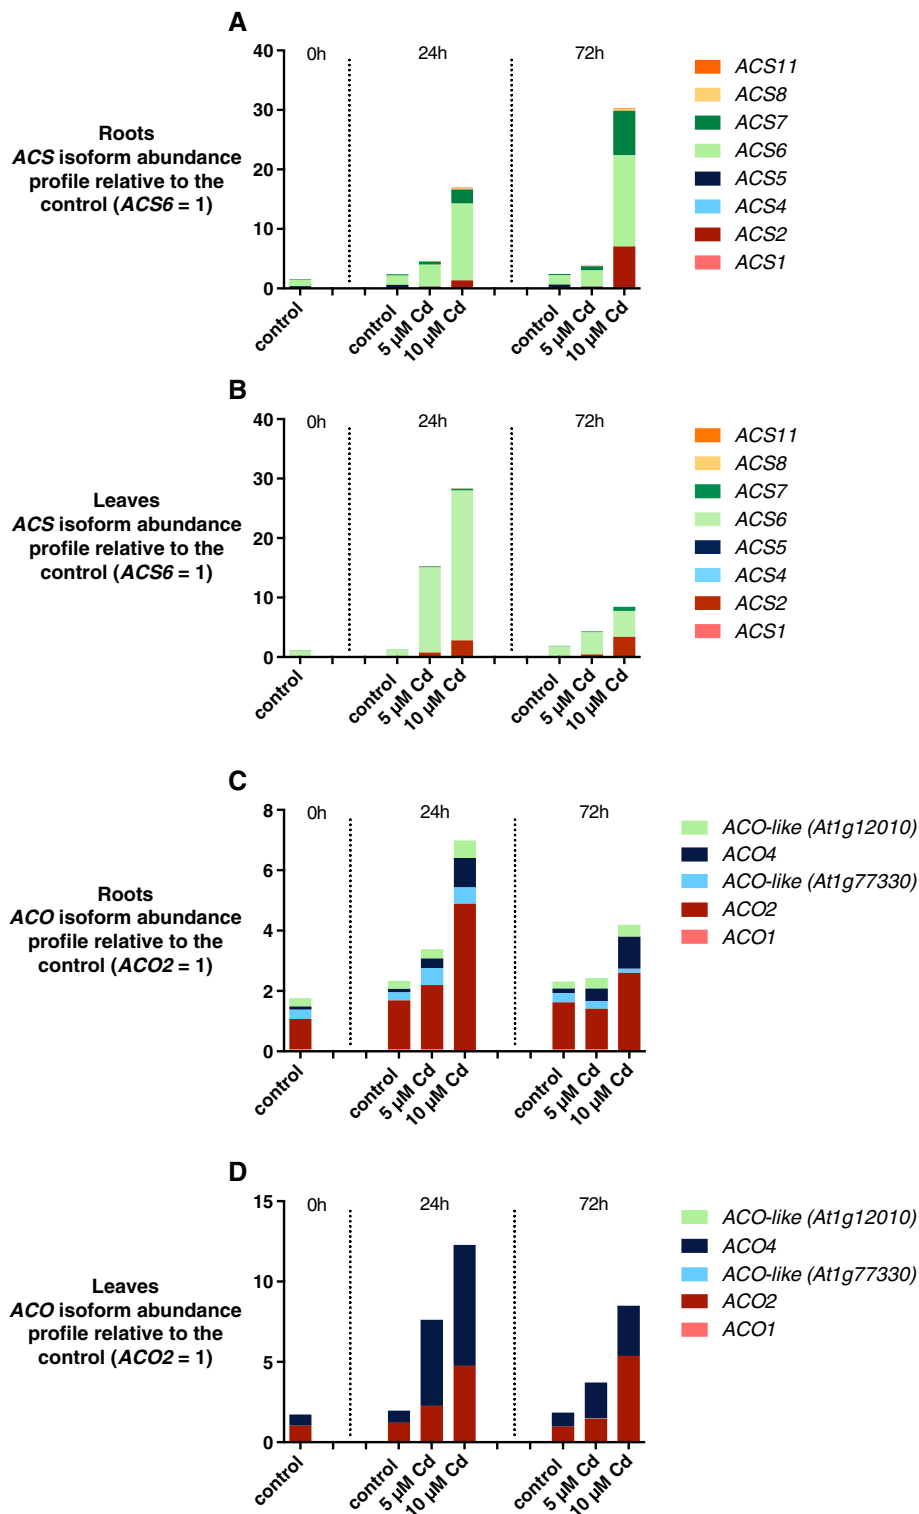 A
Roots
ACS isoform abundance
profile relative to the
control (ACS6 = 1)
40
30
20
10
0
0h
24h
72h
control
control
5 µM Cd
10 µM Cd
control
5 µM Cd
10 µM Cd
ACS11
ACS8
ACS7
ACS6
ACS5
ACS4
ACS2
ACS1
B
Leaves
ACS isoform abundance
profile relative to the
control (ACS6 = 1)
40
30
20
10
0
0h
24h
72h
control
control
5 µM Cd
10 µM Cd
control
5 µM Cd
10 µM Cd
ACS11
ACS8
ACS7
ACS6
ACS5
ACS4
ACS2
ACS1
C
Roots
ACO isoform abundance
profile relative to the
control (ACO2 = 1)
8
6
4
2
0
0h
24h
72h
control
control
5 µM Cd
10 µM Cd
control
5 µM Cd
10 µM Cd
ACO-like (At1g12010)
ACO4
ACO-like (At1g77330)
ACO2
ACO1
D
Leaves
ACO isoform abundance
profile relative to the
control (ACO2 = 1)
15
10
5
0
0h
24h
72h
control
control
5 µM Cd
10 µM Cd
control
5 µM Cd
10 µM Cd
ACO-like (At1g12010)
ACO4
ACO-like (At1g77330)
ACO2
ACO1